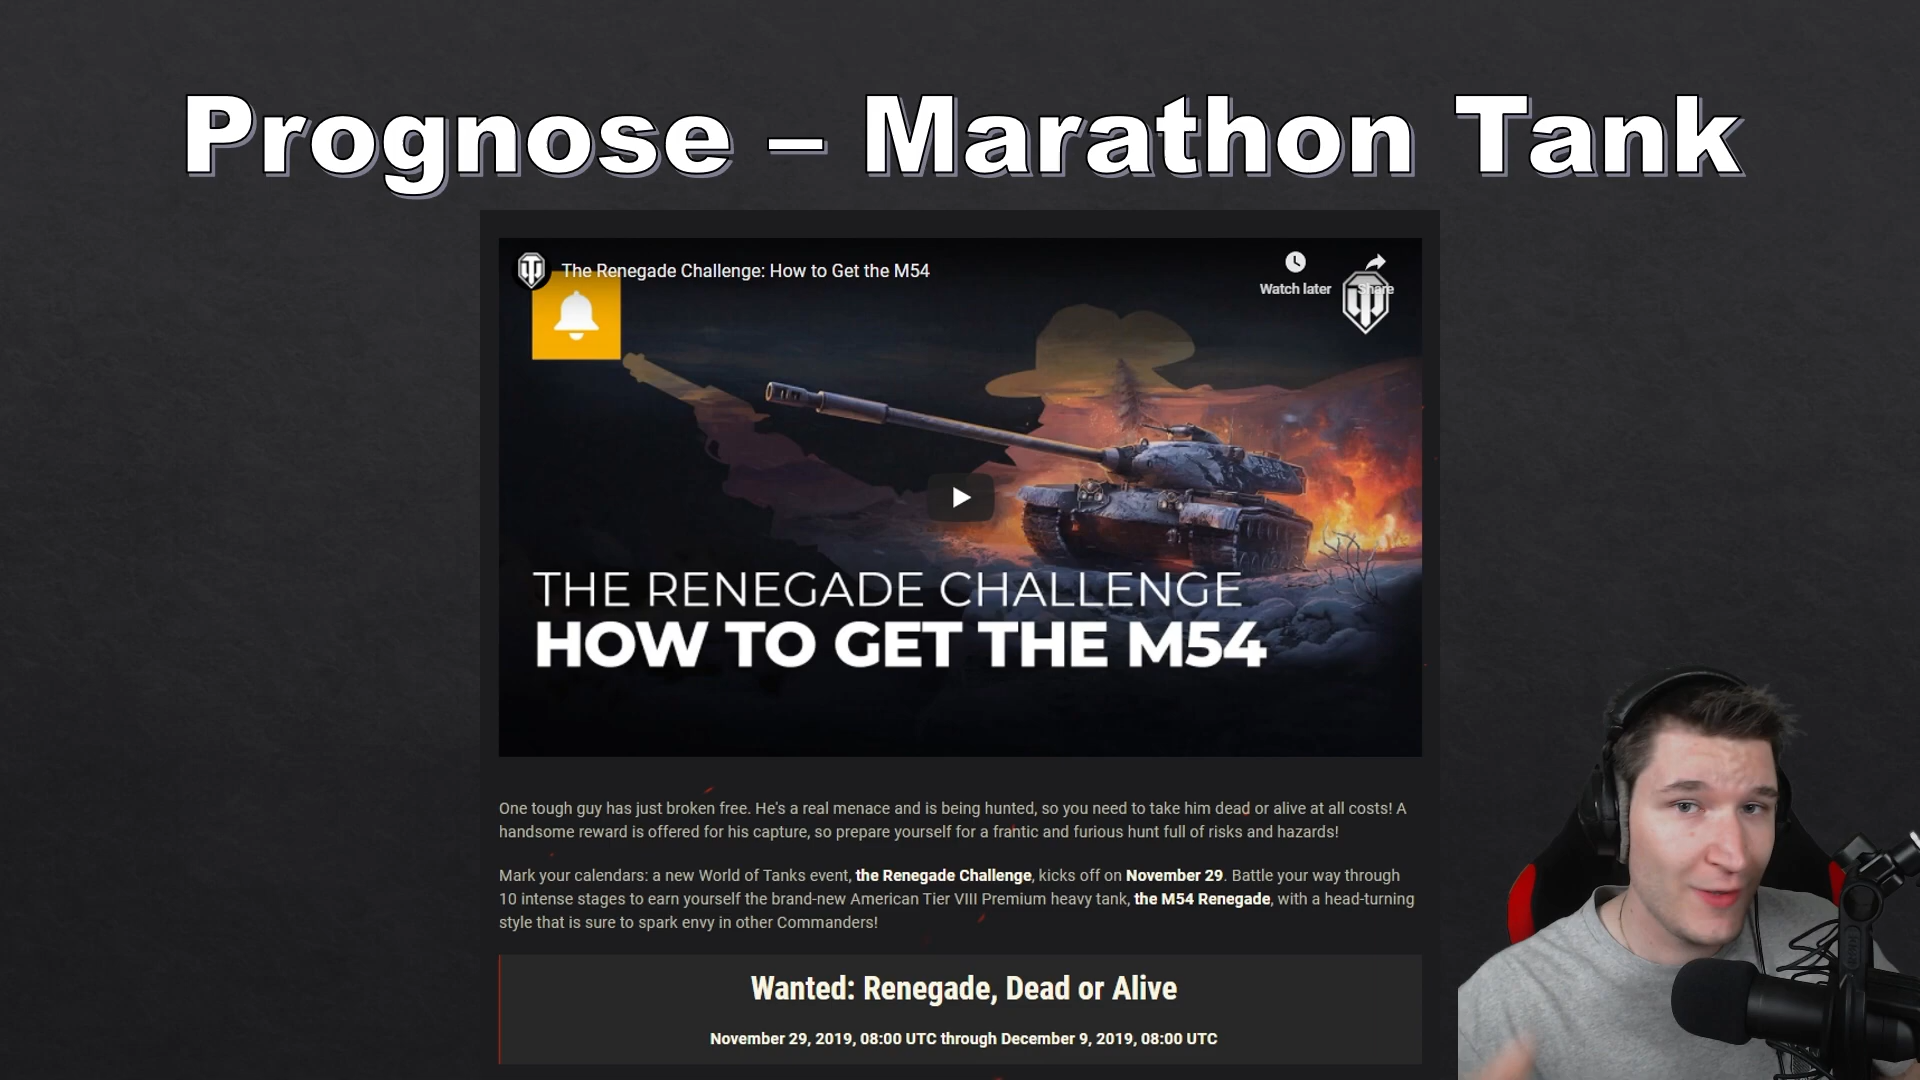 Prognose – Marathon Tank
The Renegade Challenge: How to Get the M54
Watch later
Share
THE RENEGADE CHALLENGE
HOW TO GET THE M54
One tough guy has just broken free. He's a real menace and is being hunted, so you need to take him dead or alive at all costs! A
handsome reward is offered for his capture, so prepare yourself for a frantic and furious hunt full of risks and hazards!
Mark your calendars: a new World of Tanks event, the Renegade Challenge, kicks off on November 29. Battle your way through
10 intense stages to earn yourself the brand-new American Tier VIII Premium heavy tank, the M54 Renegade, with a head-turning
style that is sure to spark envy in other Commanders!
Wanted: Renegade, Dead or Alive
November 29, 2019, 08:00 UTC through December 9, 2019, 08:00 UTC